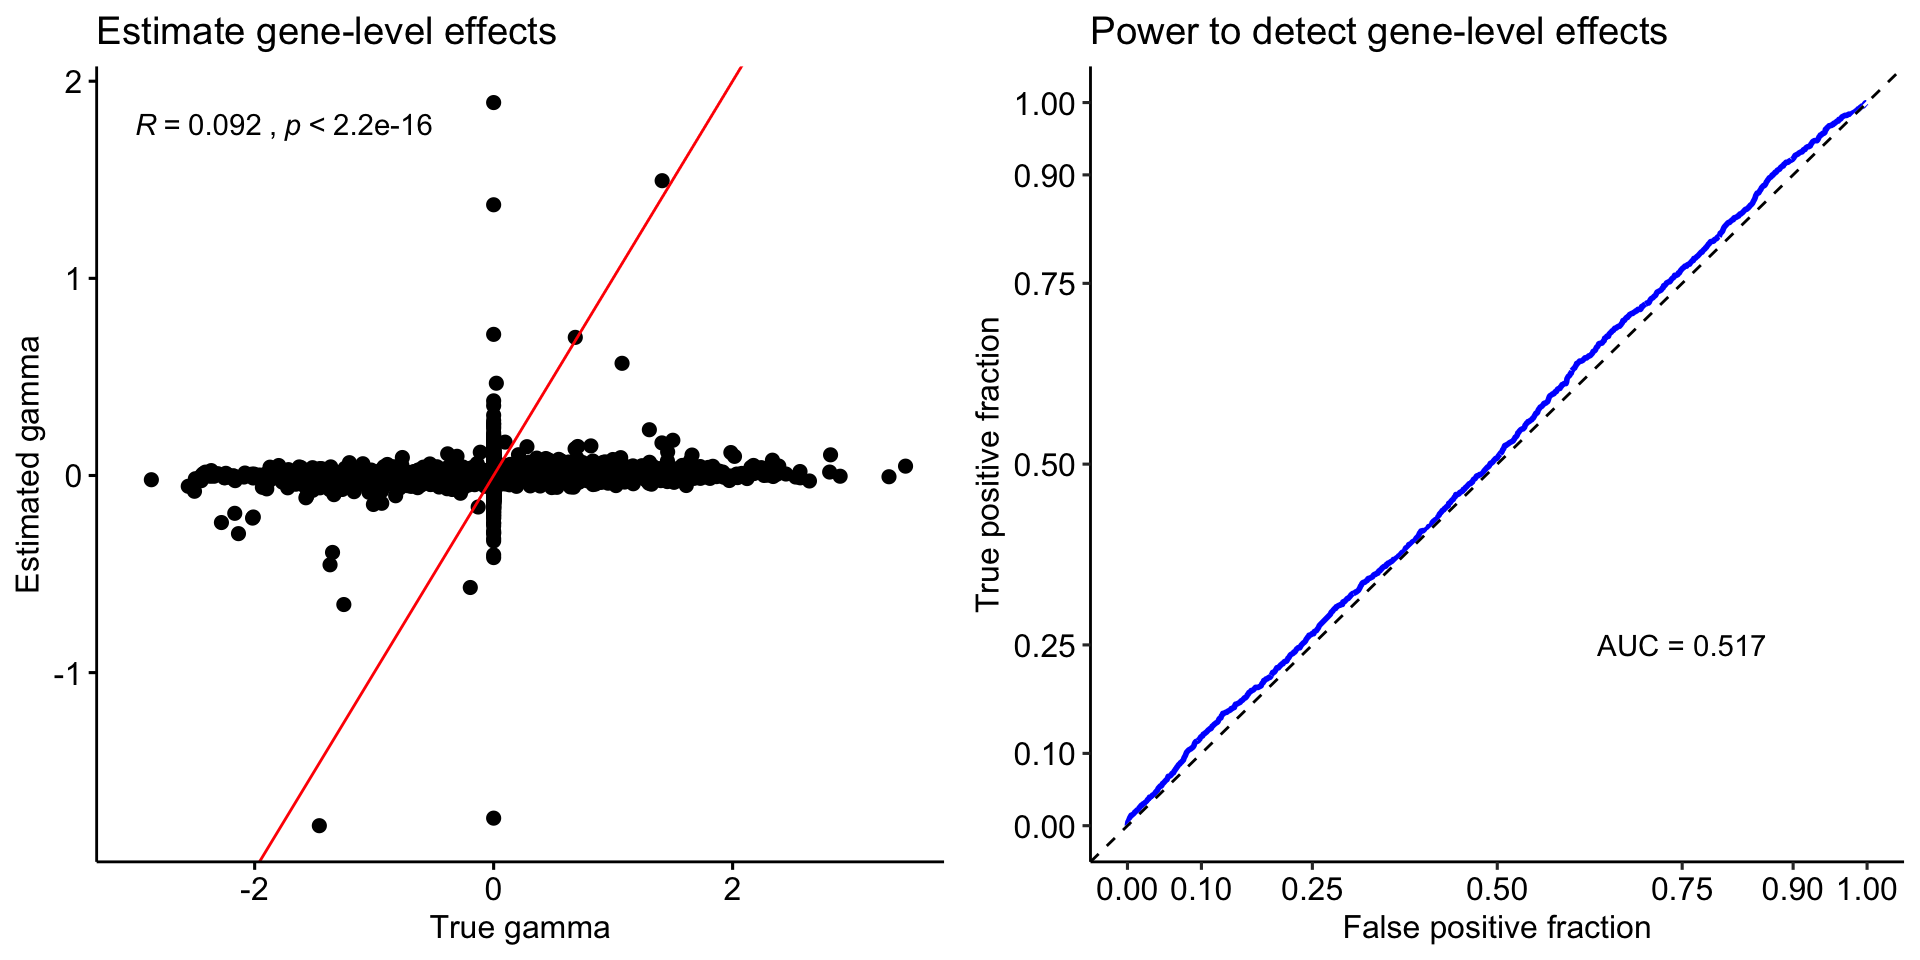 Estimate gene-level effects
R = 0.092 , p < 2.2e-16
2
1
0
-1
Estimated gamma
-2
0
2
True gamma
Power to detect gene-level effects
1.00
0.90
0.75
0.50
0.25
0.10
0.00
True positive fraction
AUC = 0.517
0.00
0.10
0.25
0.50
0.75
0.90
1.00
False positive fraction